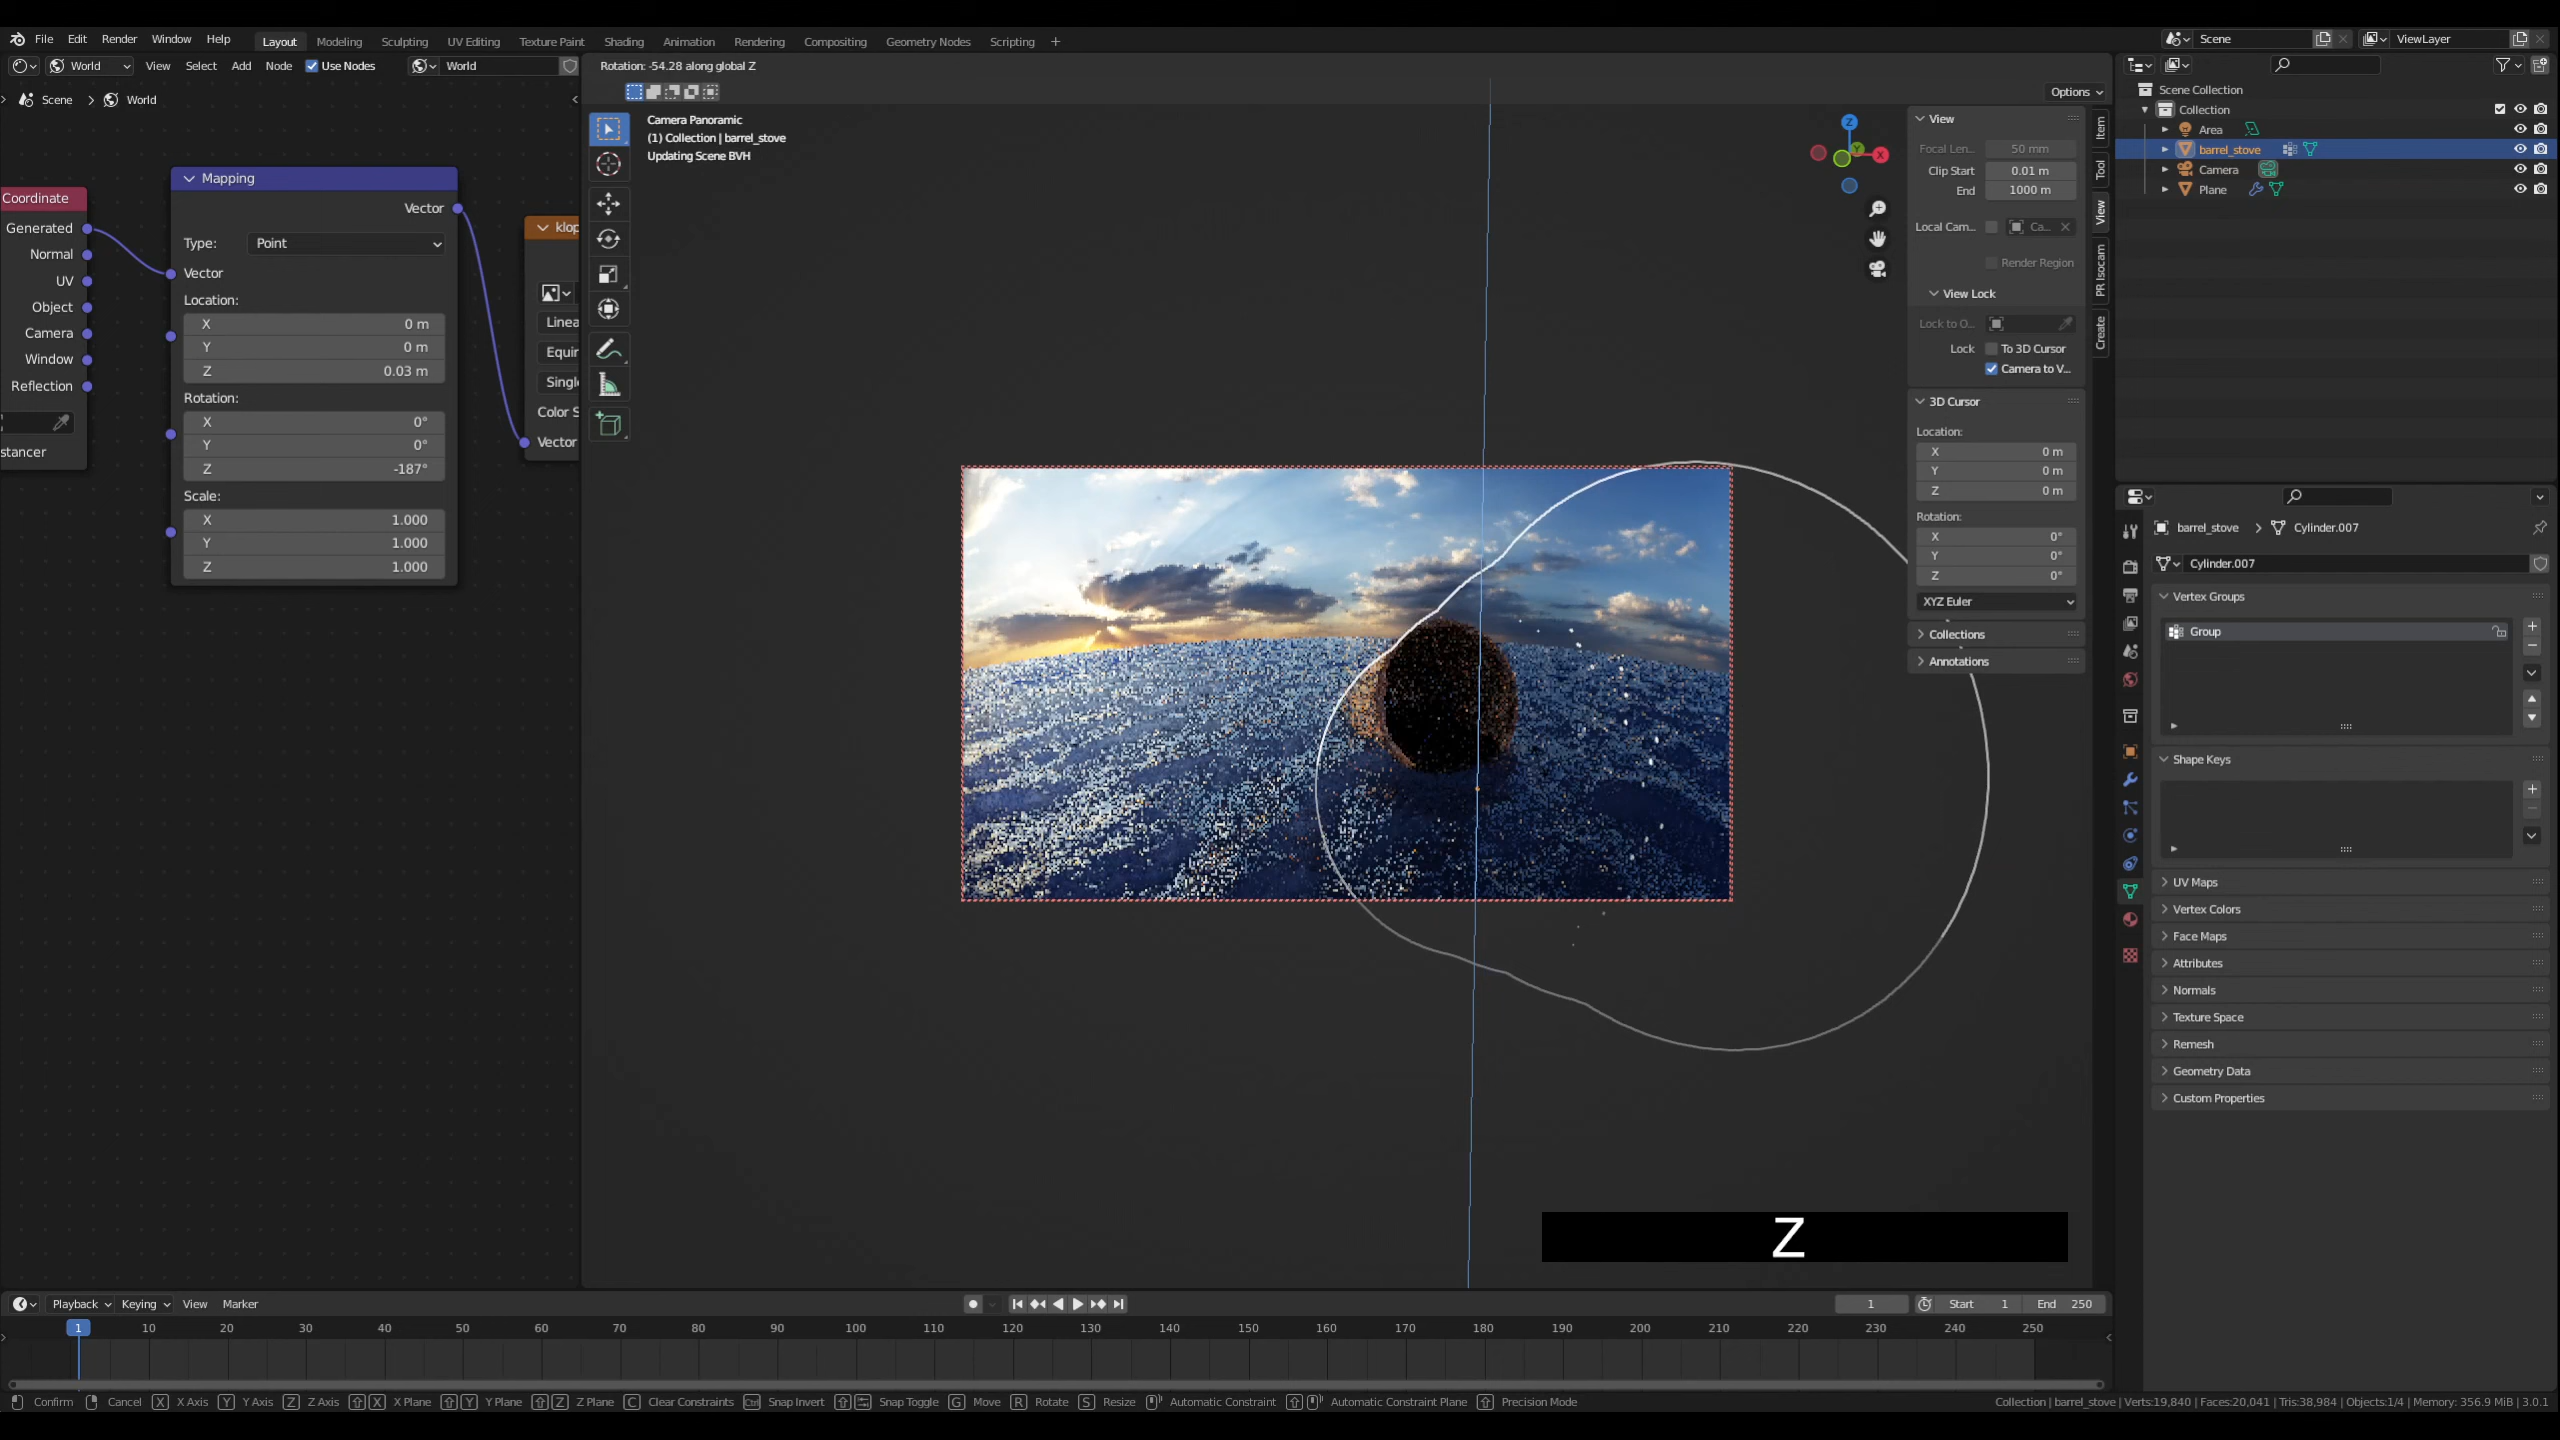 File Edit Render Window Help Layout Modeling Sculpting UV Editing Texture Paint Shading Animation Rendering Compositing Geometry Nodes Scripting + Scene ViewLayer
World View Select Add Node Use Nodes World Rotation: -54.28 along global Z
Options
Scene World
Coordinate
Generated
Normal
UV
Object
Camera
Window
Reflection
stancer
Mapping
Vector
Type: Point
Vector
Location:
X 0 m
Y 0 m
Z 0.03 m
Rotation:
X 0°
Y 0°
Z -187°
Scale:
X 1.000
Y 1.000
Z 1.000
klop
Linea
Equir
Single
Color S
Vector
Camera Panoramic
(1) Collection | barrel_stove
Updating Scene BVH
Z
X
Y
View
Focal Len... 50 mm
Clip Start 0.01 m
End 1000 m
Local Cam... Ca...
Render Region
View Lock
Lock to O...
Lock To 3D Cursor
Camera to V...
3D Cursor
Location:
X 0 m
Y 0 m
Z 0 m
Rotation:
X 0°
Y 0°
Z 0°
XYZ Euler
Collections
Annotations
Item
Tool
View
PR Isocam
Create
Scene Collection
Collection
Area
barrel_stove
Camera
Plane
barrel_stove Cylinder.007
Cylinder.007
Vertex Groups
Group
Shape Keys
UV Maps
Vertex Colors
Face Maps
Attributes
Normals
Texture Space
Remesh
Geometry Data
Custom Properties
Z
Playback Keying View Marker 1 Start 1 End 250
1 10 20 30 40 50 60 70 80 90 100 110 120 130 140 150 160 170 180 190 200 210 220 230 240 250
Confirm Cancel X X Axis Y Y Axis Z Z Axis X X Plane Y Y Plane Z Z Plane C Clear Constraints Ctrl Snap Invert Snap Toggle G Move R Rotate S Resize Automatic Constraint Automatic Constraint Plane Precision Mode Collection | barrel_stove | Verts:19,840 | Faces:20,041 | Tris:38,984 | Objects:1/4 | Memory: 356.9 MiB | 3.0.1